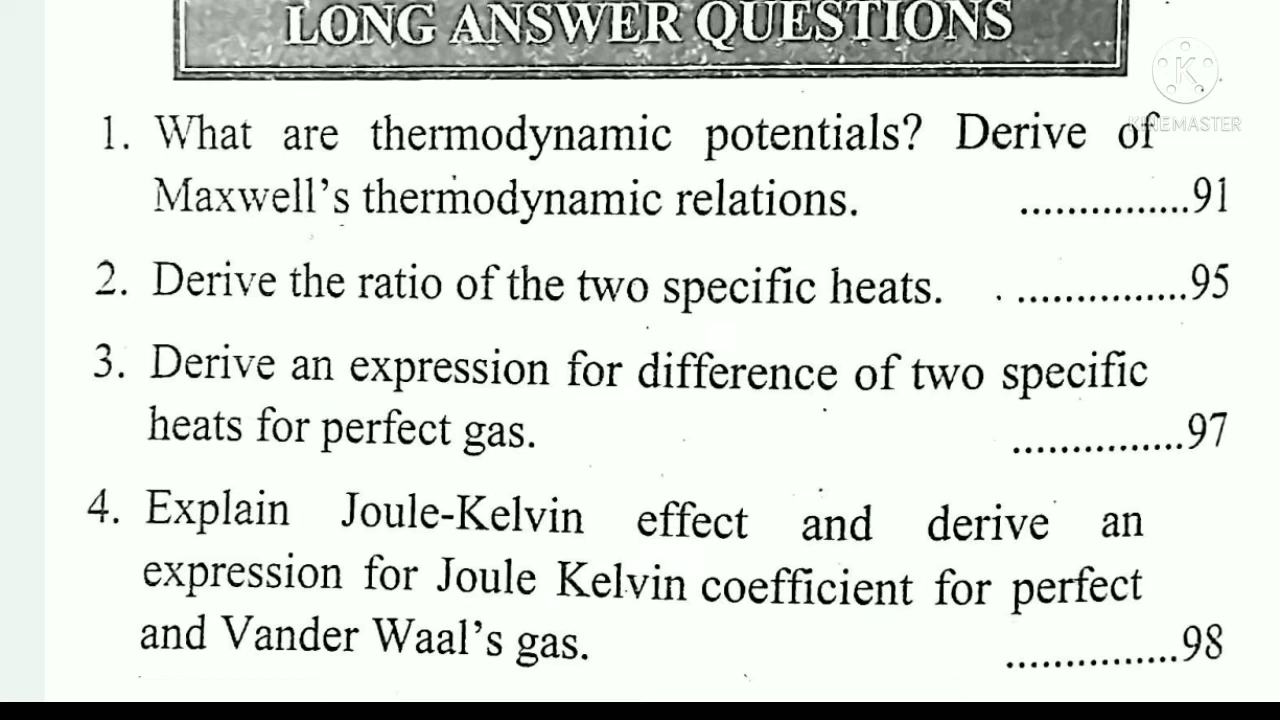 LONG ANSWER QUESTIONS
KINEMASTER
1. What are thermodynamic potentials? Derive of
Maxwell's thermodynamic relations. ...............91
2. Derive the ratio of the two specific heats. ...............95
3. Derive an expression for difference of two specific
heats for perfect gas. ...............97
4. Explain Joule-Kelvin effect and derive an
expression for Joule Kelvin coefficient for perfect
and Vander Waal's gas. ...............98